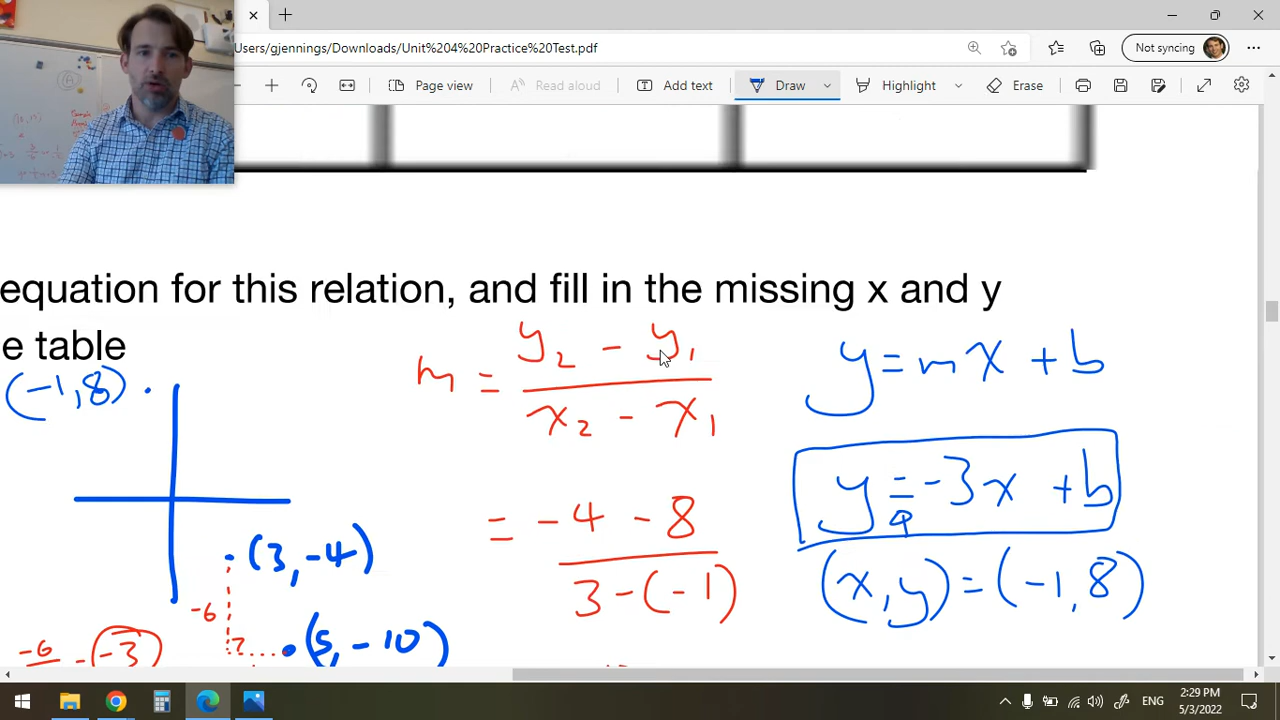 Users/gjennings/Downloads/Unit%204%20Practice%20Test.pdf
Not syncing
Page view
Read aloud
Add text
Draw
Highlight
Erase
equation for this relation, and fill in the missing x and y
e table
(-1,8)
m = y₂ - y₁ / x₂ - x₁
y = mx + b
= -4 - 8 / 3 - (-1)
y = -3x + b
(x,y) = (-1,8)
(3,-4)
-6
(5,-10)
-6
-3
ENG
2:29 PM
5/3/2022